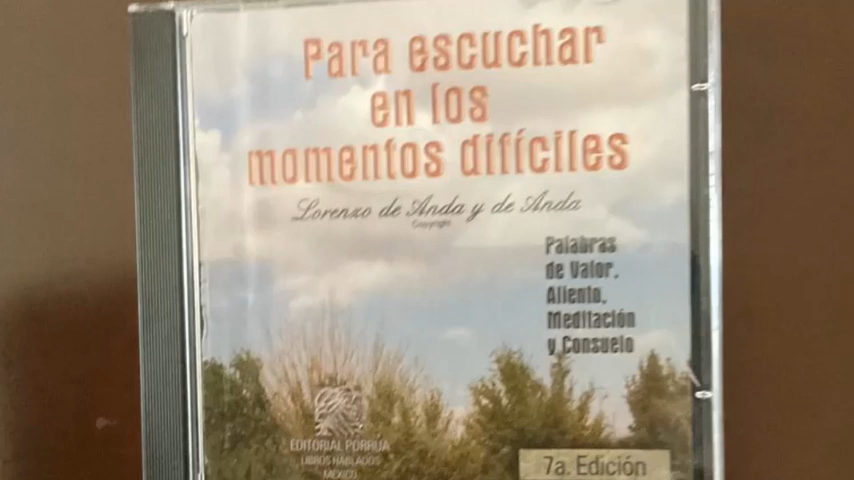 Para escuchar
en los
momentos difíciles
Lorenzo de Anda y de Anda
Copyright
Palabras
de Valor,
Aliento,
Meditación
y Consuelo
EDITORIAL PORRÚA
LIBROS HABLADOS
MÉXICO
7a. Edición